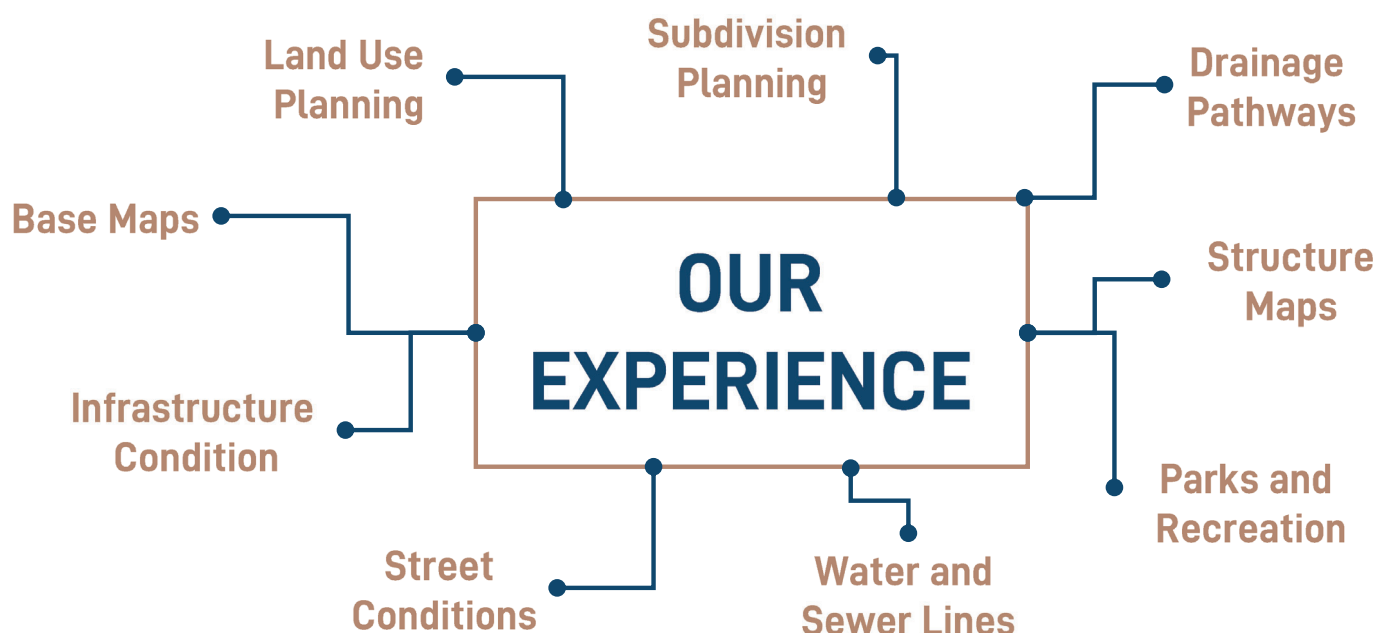 Land Use
Planning
Subdivision
Planning
Drainage
Pathways
Base Maps
OUR
EXPERIENCE
Structure
Maps
Infrastructure
Condition
Parks and
Recreation
Street
Conditions
Water and
Sewer Lines